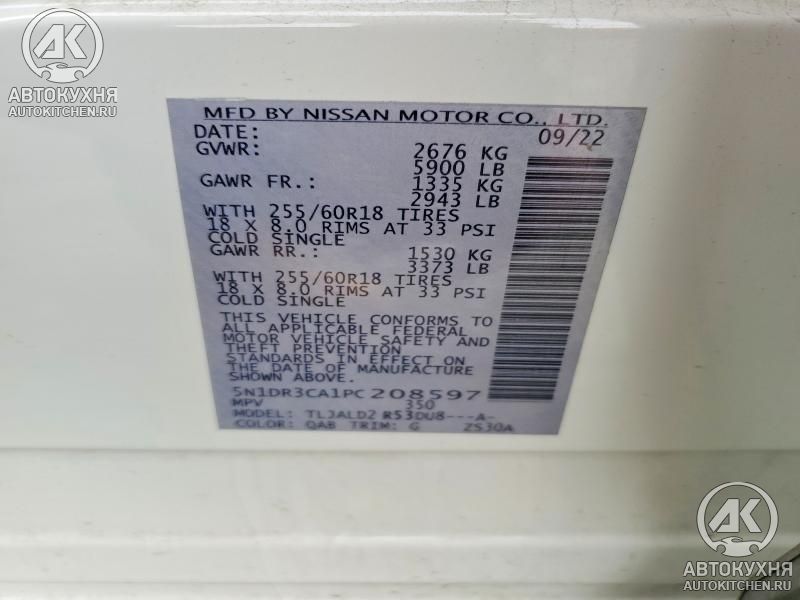 АК
АВТОКУХНЯ
AUTOKITCHEN.RU
MFD BY NISSAN MOTOR CO., LTD.
DATE: 09/22
GVWR: 2676 KG
5900 LB
GAWR FR.: 1335 KG
2943 LB
WITH 255/60R18 TIRES
18 X 8.0 RIMS AT 33 PSI
COLD SINGLE
GAWR RR.: 1530 KG
3373 LB
WITH 255/60R18 TIRES
18 X 8.0 RIMS AT 33 PSI
COLD SINGLE
THIS VEHICLE CONFORMS TO
ALL APPLICABLE FEDERAL
MOTOR VEHICLE SAFETY AND
THEFT PREVENTION
STANDARDS IN EFFECT ON
THE DATE OF MANUFACTURE
SHOWN ABOVE.
5N1DR3CA1PC208597
MPV 350
MODEL: TLJALD2 R53DU8---A-
COLOR: QAB TRIM: G ZS30A
АК
АВТОКУХНЯ
AUTOKITCHEN.RU